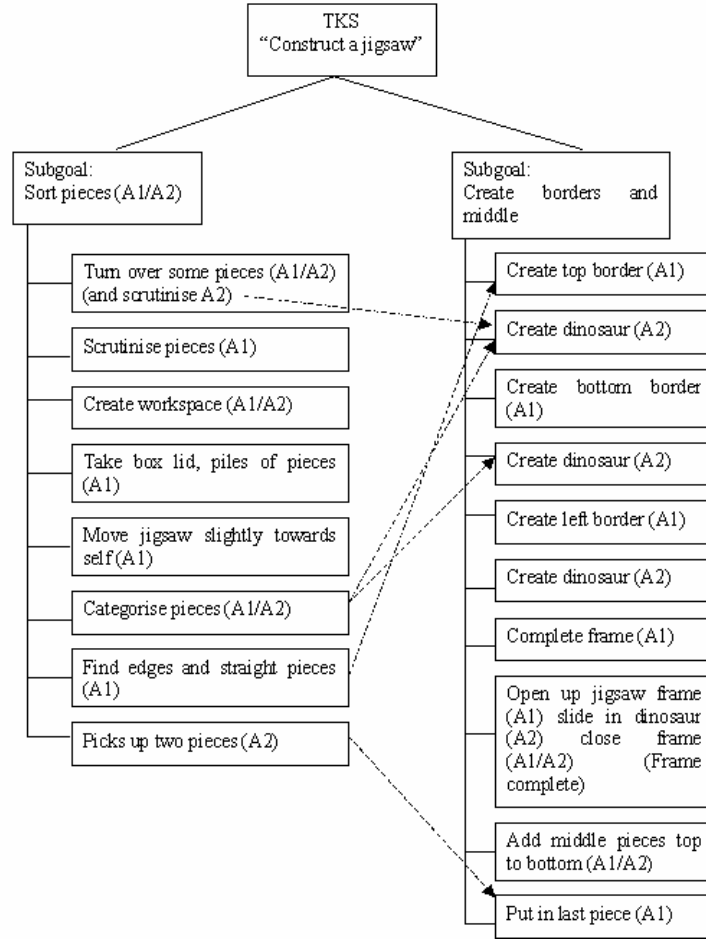 TKS
“Construct a jigsaw”
Subgoal:
Sort pieces (A1/A2)
Turn over some pieces (A1/A2)
(and scrutinise A2)
Scrutinise pieces (A1)
Create workspace (A1/A2)
Take box lid, piles of pieces
(A1)
Move jigsaw slightly towards
self (A1)
Categorise pieces (A1/A2)
Find edges and straight pieces
(A1)
Picks up two pieces (A2)
Subgoal:
Create borders and
middle
Create top border (A1)
Create dinosaur (A2)
Create bottom border
(A1)
Create dinosaur (A2)
Create left border (A1)
Create dinosaur (A2)
Complete frame (A1)
Open up jigsaw frame
(A1) slide in dinosaur
(A2) close frame
(A1/A2) (Frame
complete)
Add middle pieces top
to bottom (A1/A2)
Put in last piece (A1)